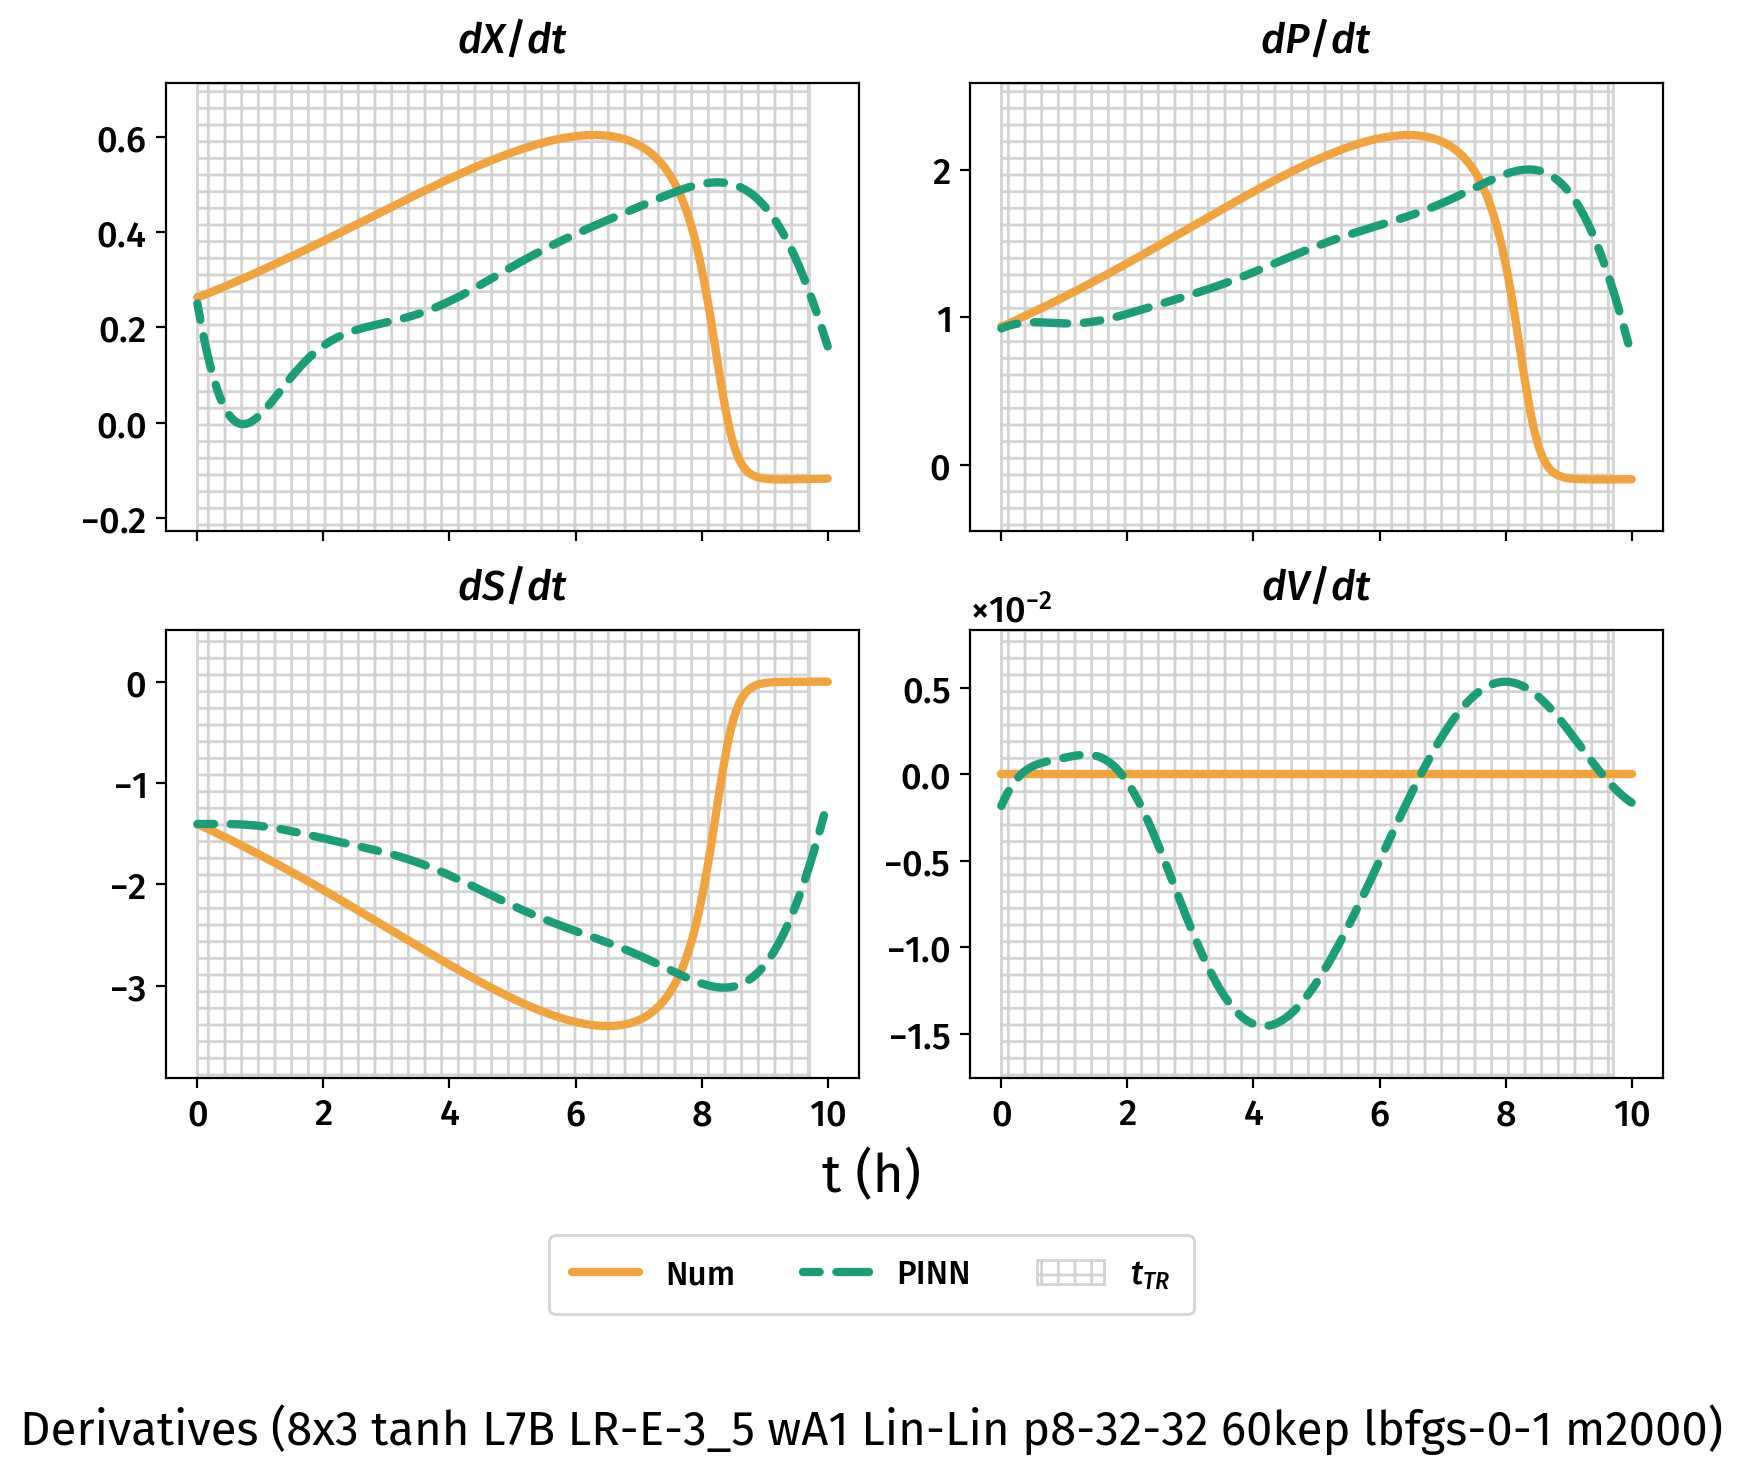 dX/dt
dP/dt
0.6
0.4
0.2
0.0
−0.2
2
1
0
dS/dt
dV/dt
×10⁻²
0
−1
−2
−3
0.5
0.0
−0.5
−1.0
−1.5
0 2 4 6 8 10
0 2 4 6 8 10
t (h)
Num PINN t_TR
Derivatives (8x3 tanh L7B LR-E-3_5 wA1 Lin-Lin p8-32-32 60kep lbfgs-0-1 m2000)